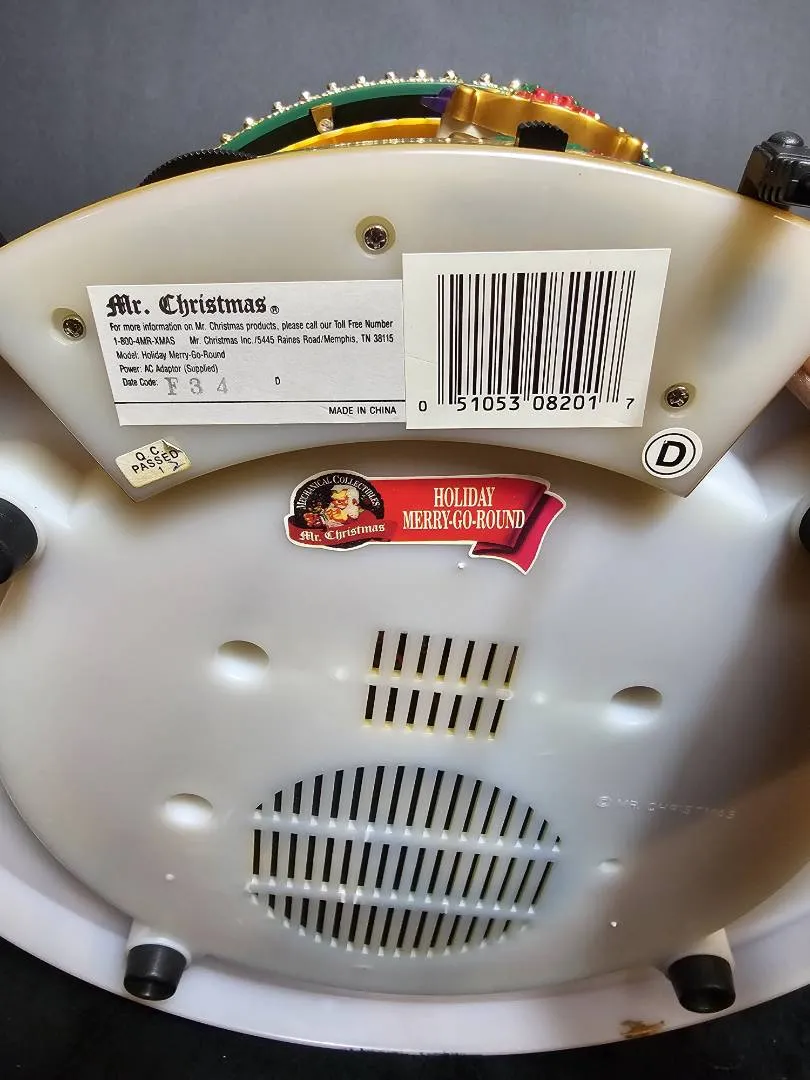 Mr. Christmas®
For more information on Mr. Christmas products, please call our Toll Free Number
1-800-4MR-XMAS Mr. Christmas Inc./5445 Raines Road/Memphis, TN 38115
Model: Holiday Merry-Go-Round
Power: AC Adaptor (Supplied)
Date Code: F34 D
MADE IN CHINA
0 51053 08201 7
Q.C.
PASSED
12
D
MECHANICAL COLLECTIBLES
Mr. Christmas
HOLIDAY
MERRY-GO-ROUND
© MR. CHRISTMAS